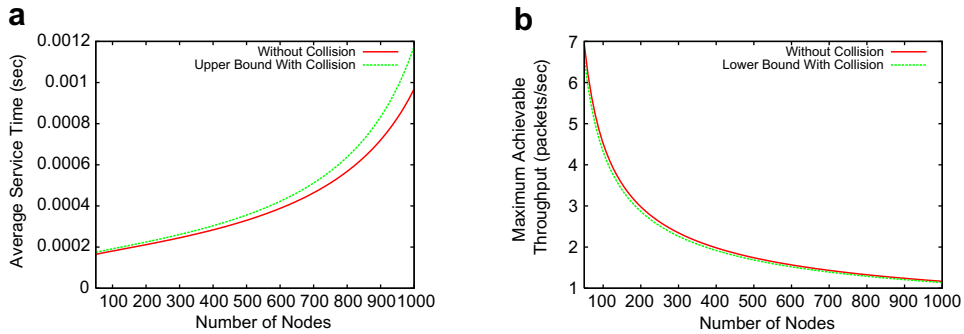 a
Average Service Time (sec)
0.0012
0.001
0.0008
0.0006
0.0004
0.0002
0
Without Collision
Upper Bound With Collision
100 200 300 400 500 600 700 800 900 1000
Number of Nodes
b
Maximum Achievable
Throughput (packets/sec)
7
6
5
4
3
2
1
Without Collision
Lower Bound With Collision
100 200 300 400 500 600 700 800 900 1000
Number of Nodes